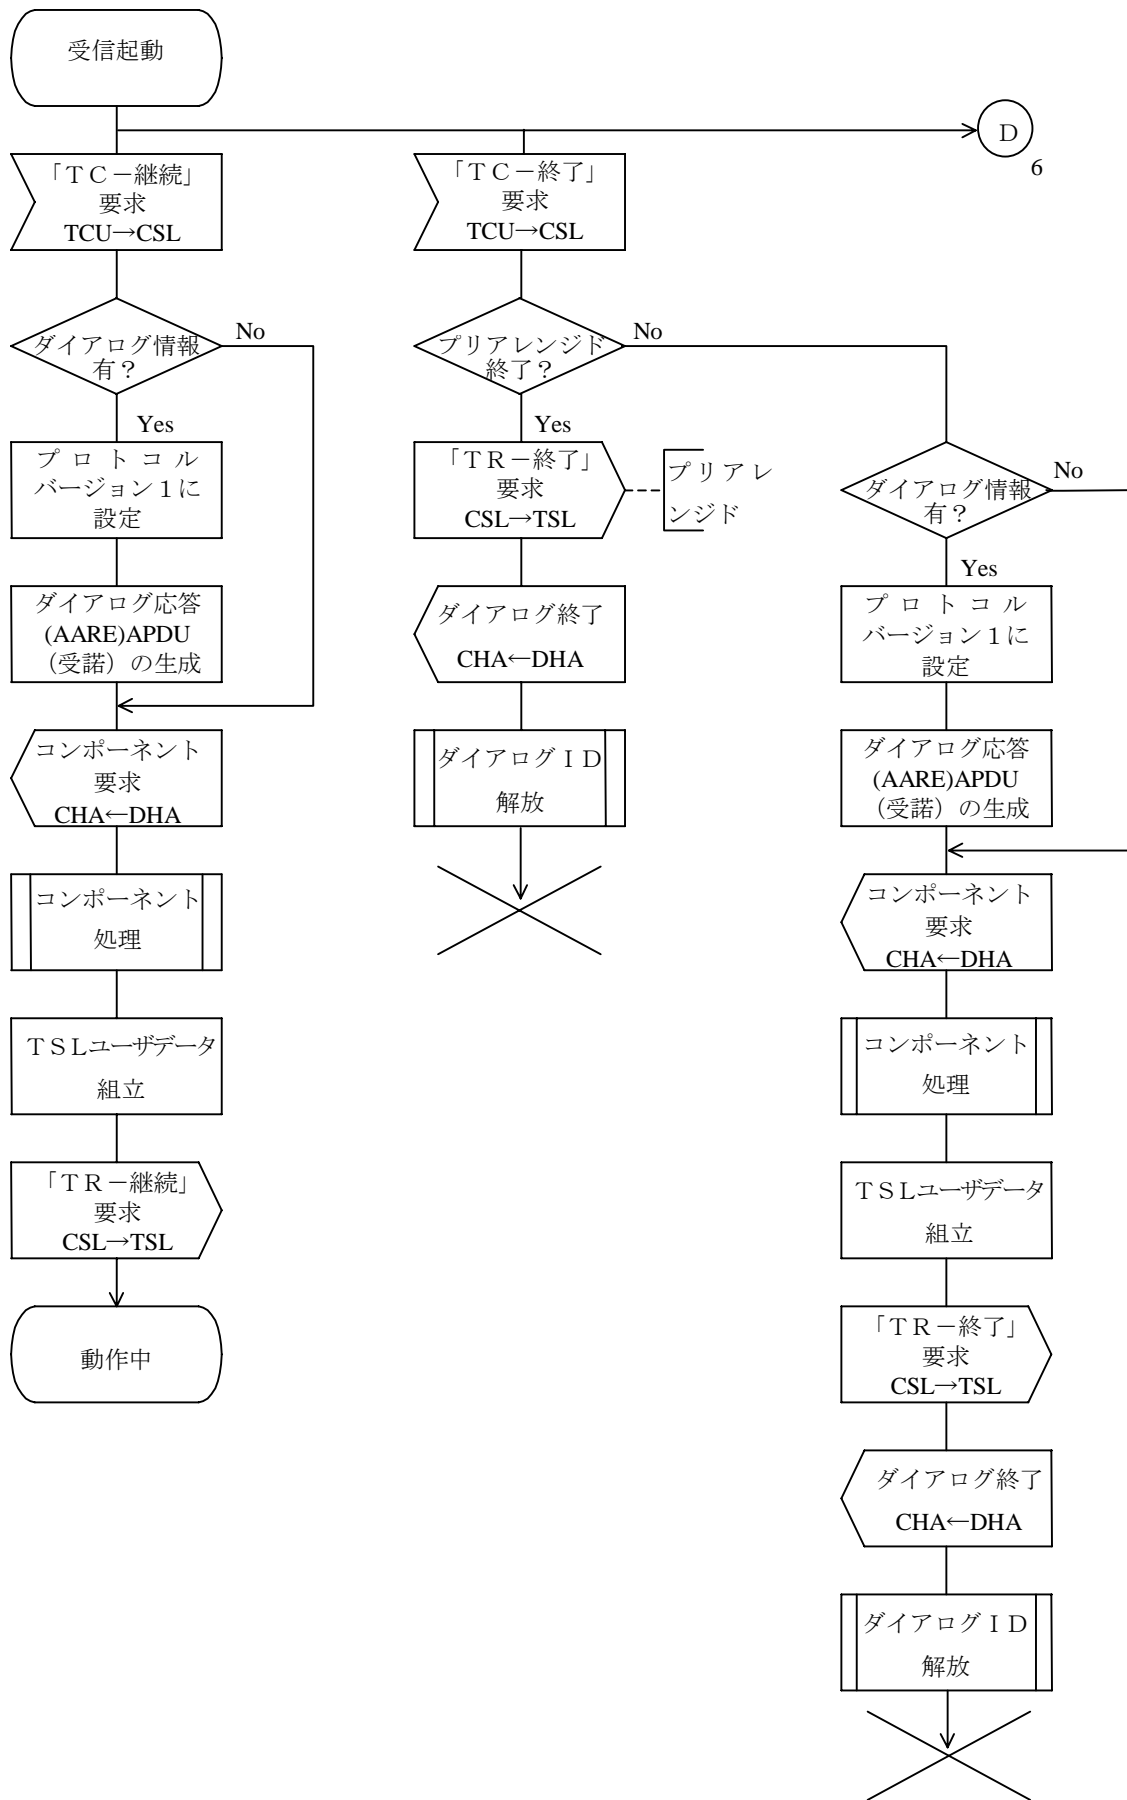 受信起動
D
6
「ＴＣ－継続」
要求
TCU→CSL
ダイアログ情報
有？
No
Yes
プロトコル
バージョン１に
設定
ダイアログ応答
(AARE)APDU
（受諾）の生成
コンポーネント
要求
CHA←DHA
コンポーネント
処理
ＴＳＬユーザデータ
組立
「ＴＲ－継続」
要求
CSL→TSL
動作中
「ＴＣ－終了」
要求
TCU→CSL
プリアレンジド
終了？
No
Yes
「ＴＲ－終了」
要求
CSL→TSL
プリアレ
ンジド
ダイアログ終了
CHA←DHA
ダイアログＩＤ
解放
ダイアログ情報
有？
No
Yes
プロトコル
バージョン１に
設定
ダイアログ応答
(AARE)APDU
（受諾）の生成
コンポーネント
要求
CHA←DHA
コンポーネント
処理
ＴＳＬユーザデータ
組立
「ＴＲ－終了」
要求
CSL→TSL
ダイアログ終了
CHA←DHA
ダイアログＩＤ
解放